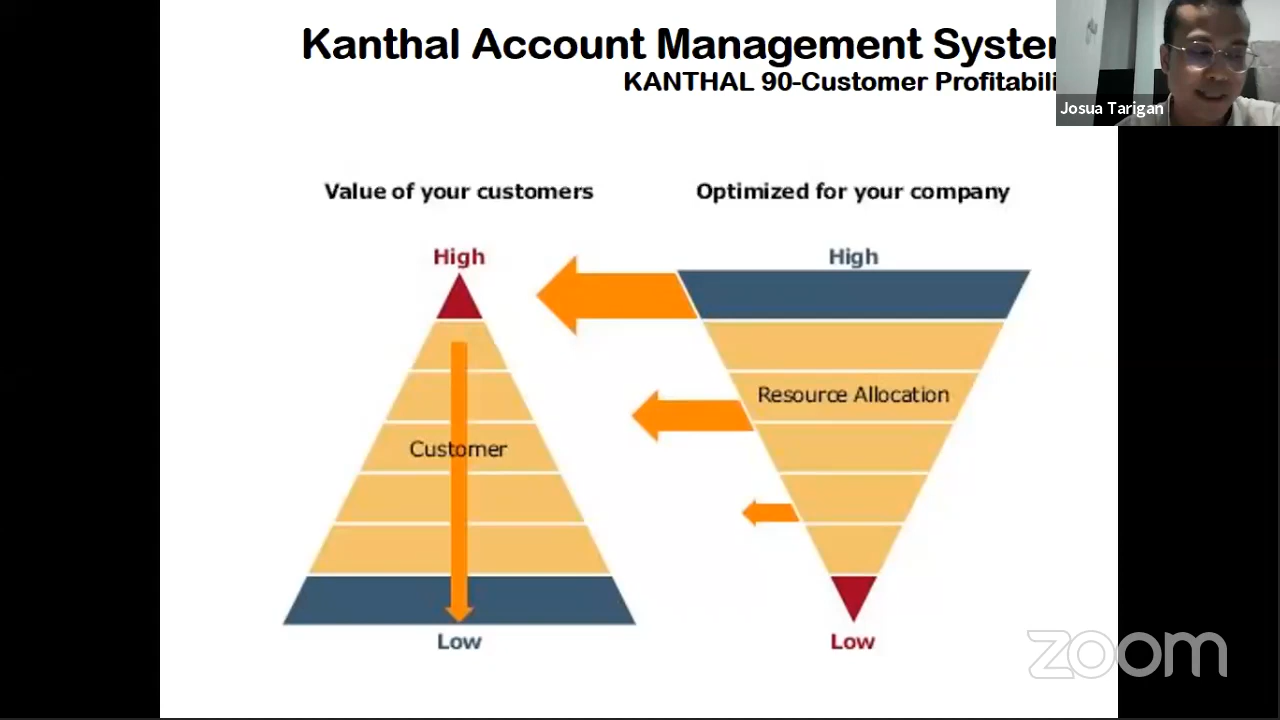 Kanthal Account Management System
KANTHAL 90-Customer Profitabili
Josua Tarigan
Value of your customers
Optimized for your company
High
High
Resource Allocation
Customer
Low
Low
zoom